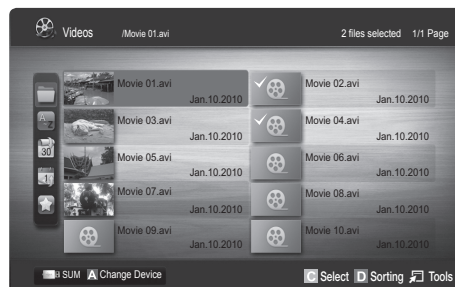 Videos /Movie 01.avi 2 files selected 1/1 Page
Movie 01.avi Movie 02.avi
Jan.10.2010 Jan.10.2010
Movie 03.avi Movie 04.avi
Jan.10.2010 Jan.10.2010
Movie 05.avi Movie 06.avi
Jan.10.2010 Jan.10.2010
Movie 07.avi Movie 08.avi
Jan.10.2010 Jan.10.2010
Movie 09.avi Movie 10.avi
Jan.10.2010 Jan.10.2010
A
30
1
SUM A Change Device C Select D Sorting Tools